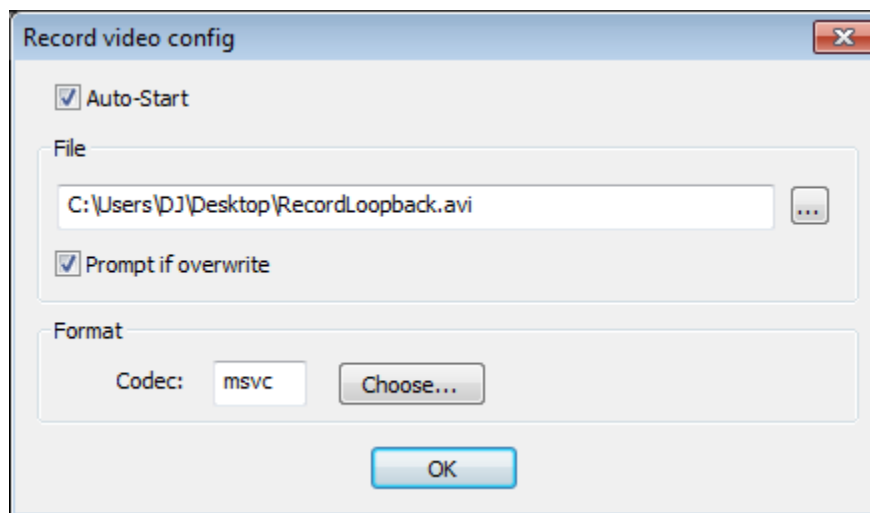 Record video config
Auto-Start
File
C:\Users\DJ\Desktop\RecordLoopback.avi
...
Prompt if overwrite
Format
Codec: msvc Choose...
OK